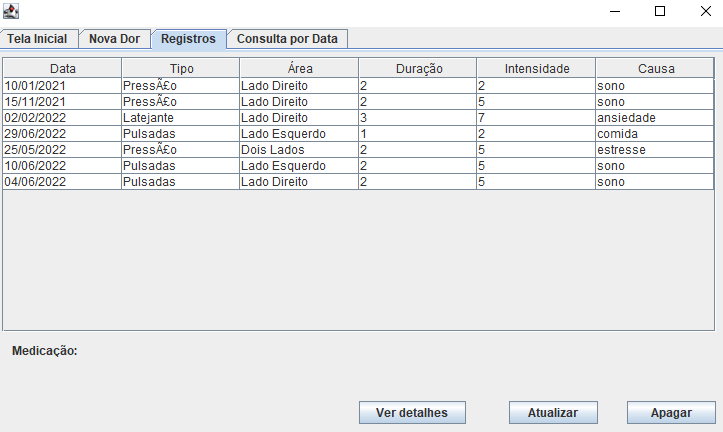 Tela Inicial Nova Dor Registros Consulta por Data
Data Tipo Área Duração Intensidade Causa
10/01/2021 PressÃ£o Lado Direito 2 2 sono
15/11/2021 PressÃ£o Lado Direito 2 5 sono
02/02/2022 Latejante Lado Direito 3 7 ansiedade
29/06/2022 Pulsadas Lado Esquerdo 1 2 comida
25/05/2022 PressÃ£o Dois Lados 2 5 estresse
10/06/2022 Pulsadas Lado Esquerdo 2 5 sono
04/06/2022 Pulsadas Lado Direito 2 5 sono
Medicação:
Ver detalhes Atualizar Apagar